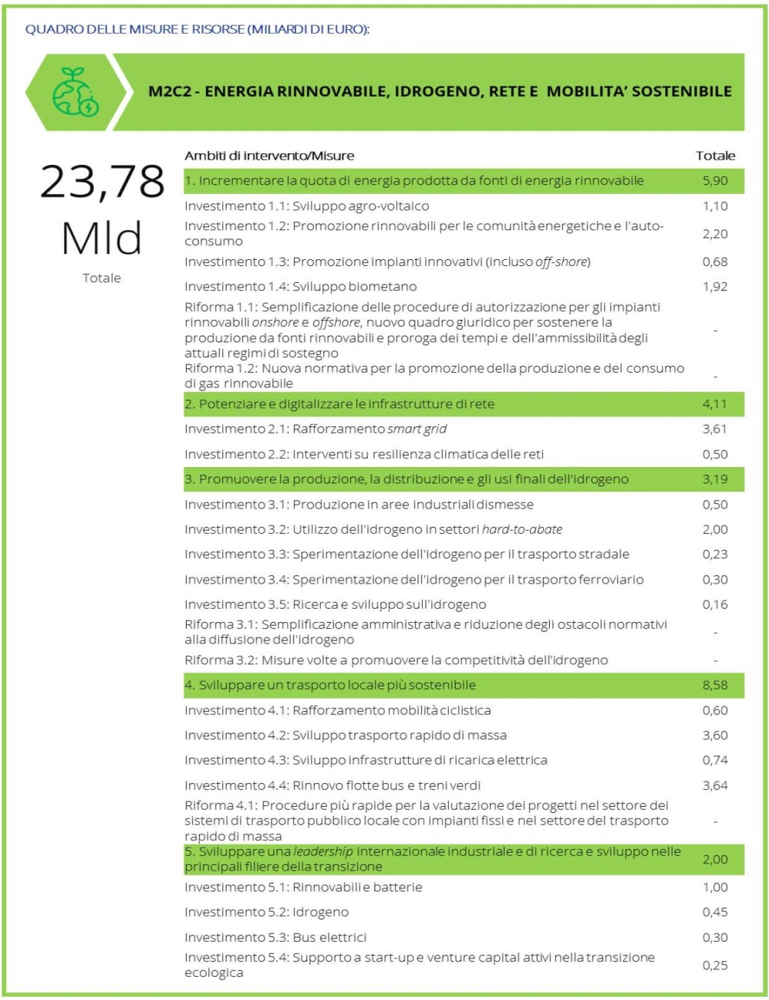 QUADRO DELLE MISURE E RISORSE (MILIARDI DI EURO):
M2C2 - ENERGIA RINNOVABILE, IDROGENO, RETE E MOBILITA’ SOSTENIBILE
23,78
Mld
Totale
Ambiti di intervento/Misure Totale
1. Incrementare la quota di energia prodotta da fonti di energia rinnovabile 5,90
Investimento 1.1: Sviluppo agro-voltaico 1,10
Investimento 1.2: Promozione rinnovabili per le comunità energetiche e l'auto-
consumo 2,20
Investimento 1.3: Promozione impianti innovativi (incluso off-shore) 0,68
Investimento 1.4: Sviluppo biometano 1,92
Riforma 1.1: Semplificazione delle procedure di autorizzazione per gli impianti
rinnovabili onshore e offshore, nuovo quadro giuridico per sostenere la
produzione da fonti rinnovabili e proroga dei tempi e dell'ammissibilità degli
attuali regimi di sostegno -
Riforma 1.2: Nuova normativa per la promozione della produzione e del consumo
di gas rinnovabile -
2. Potenziare e digitalizzare le infrastrutture di rete 4,11
Investimento 2.1: Rafforzamento smart grid 3,61
Investimento 2.2: Interventi su resilienza climatica delle reti 0,50
3. Promuovere la produzione, la distribuzione e gli usi finali dell'idrogeno 3,19
Investimento 3.1: Produzione in aree industriali dismesse 0,50
Investimento 3.2: Utilizzo dell'idrogeno in settori hard-to-abate 2,00
Investimento 3.3: Sperimentazione dell'idrogeno per il trasporto stradale 0,23
Investimento 3.4: Sperimentazione dell'idrogeno per il trasporto ferroviario 0,30
Investimento 3.5: Ricerca e sviluppo sull'idrogeno 0,16
Riforma 3.1: Semplificazione amministrativa e riduzione degli ostacoli normativi
alla diffusione dell'idrogeno -
Riforma 3.2: Misure volte a promuovere la competitività dell'idrogeno -
4. Sviluppare un trasporto locale più sostenibile 8,58
Investimento 4.1: Rafforzamento mobilità ciclistica 0,60
Investimento 4.2: Sviluppo trasporto rapido di massa 3,60
Investimento 4.3: Sviluppo infrastrutture di ricarica elettrica 0,74
Investimento 4.4: Rinnovo flotte bus e treni verdi 3,64
Riforma 4.1: Procedure più rapide per la valutazione dei progetti nel settore dei
sistemi di trasporto pubblico locale con impianti fissi e nel settore del trasporto
rapido di massa -
5. Sviluppare una leadership internazionale industriale e di ricerca e sviluppo nelle
principali filiere della transizione 2,00
Investimento 5.1: Rinnovabili e batterie 1,00
Investimento 5.2: Idrogeno 0,45
Investimento 5.3: Bus elettrici 0,30
Investimento 5.4: Supporto a start-up e venture capital attivi nella transizione
ecologica 0,25